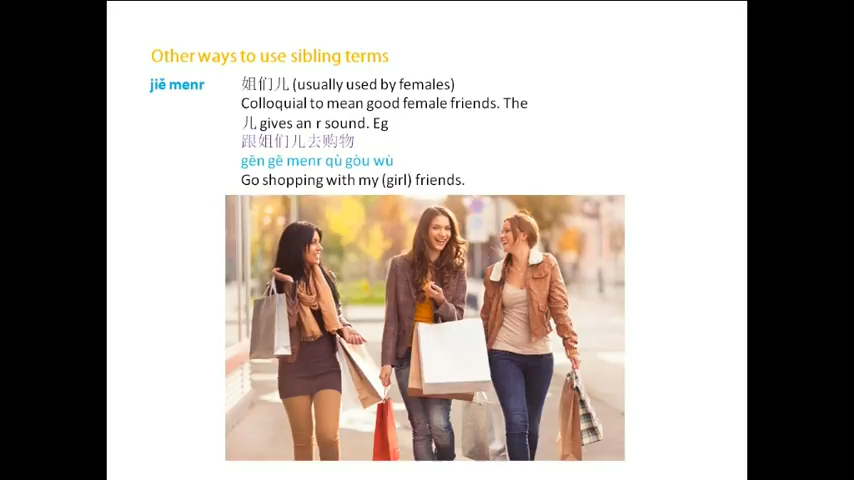 Other ways to use sibling terms
jiě menr 姐们儿 (usually used by females)
Colloquial to mean good female friends. The
儿 gives an r sound. Eg
跟姐们儿去购物
gēn gē menr qù gòu wù
Go shopping with my (girl) friends.